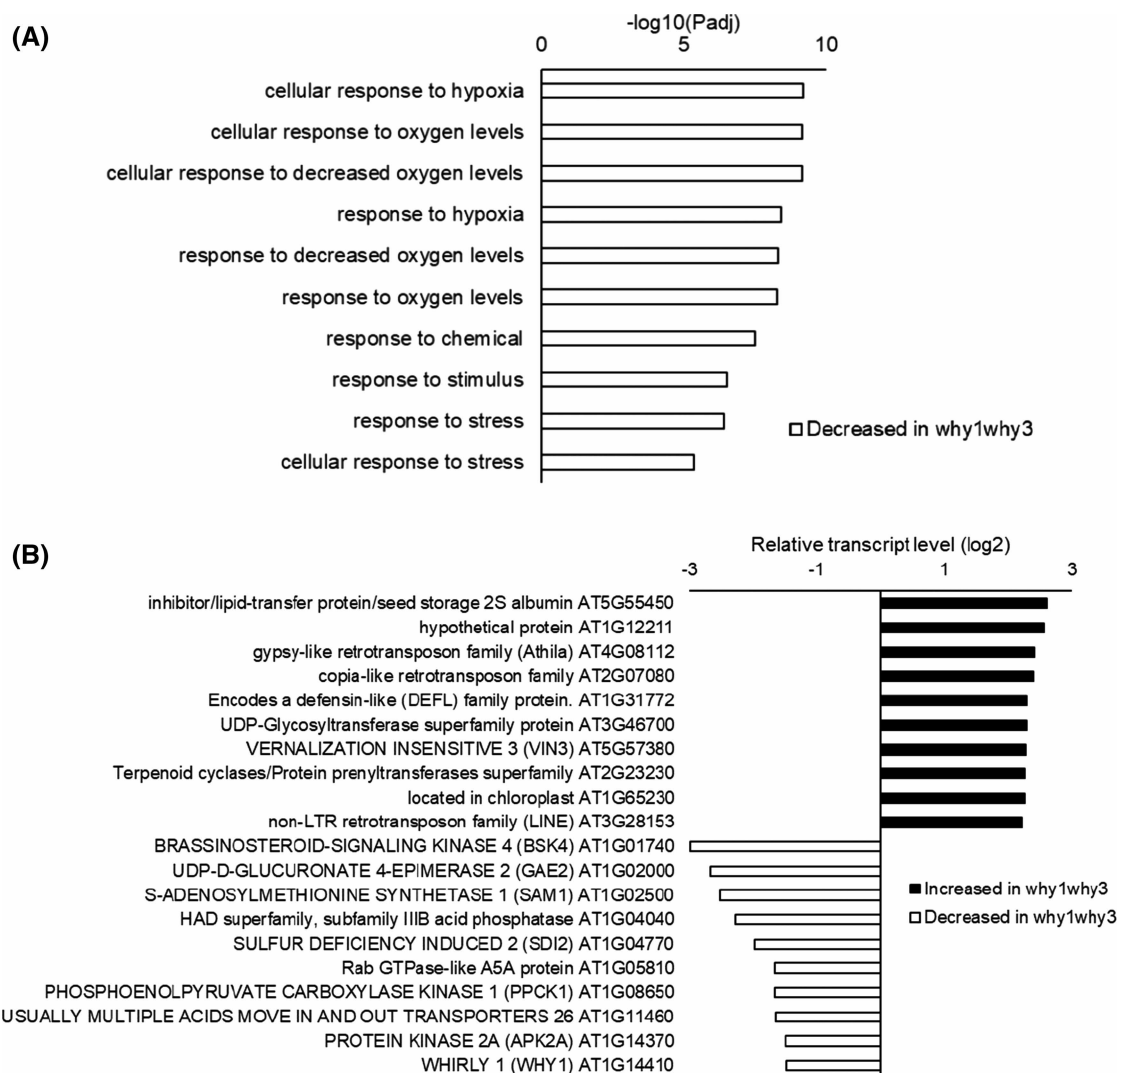 (A)
-log10(Padj)
0 5 10
cellular response to hypoxia
cellular response to oxygen levels
cellular response to decreased oxygen levels
response to hypoxia
response to decreased oxygen levels
response to oxygen levels
response to chemical
response to stimulus
response to stress
cellular response to stress
Decreased in why1why3
(B)
Relative transcript level (log2)
-3 -1 1 3
inhibitor/lipid-transfer protein/seed storage 2S albumin AT5G55450
hypothetical protein AT1G12211
gypsy-like retrotransposon family (Athila) AT4G08112
copia-like retrotransposon family AT2G07080
Encodes a defensin-like (DEFL) family protein. AT1G31772
UDP-Glycosyltransferase superfamily protein AT3G46700
VERNALIZATION INSENSITIVE 3 (VIN3) AT5G57380
Terpenoid cyclases/Protein prenyltransferases superfamily AT2G23230
located in chloroplast AT1G65230
non-LTR retrotransposon family (LINE) AT3G28153
BRASSINOSTEROID-SIGNALING KINASE 4 (BSK4) AT1G01740
UDP-D-GLUCURONATE 4-EPIMERASE 2 (GAE2) AT1G02000
S-ADENOSYLMETHIONINE SYNTHETASE 1 (SAM1) AT1G02500
HAD superfamily, subfamily IIIB acid phosphatase AT1G04040
SULFUR DEFICIENCY INDUCED 2 (SDI2) AT1G04770
Rab GTPase-like A5A protein AT1G05810
PHOSPHOENOLPYRUVATE CARBOXYLASE KINASE 1 (PPCK1) AT1G08650
USUALLY MULTIPLE ACIDS MOVE IN AND OUT TRANSPORTERS 26 AT1G11460
PROTEIN KINASE 2A (APK2A) AT1G14370
WHIRLY 1 (WHY1) AT1G14410
Increased in why1why3
Decreased in why1why3